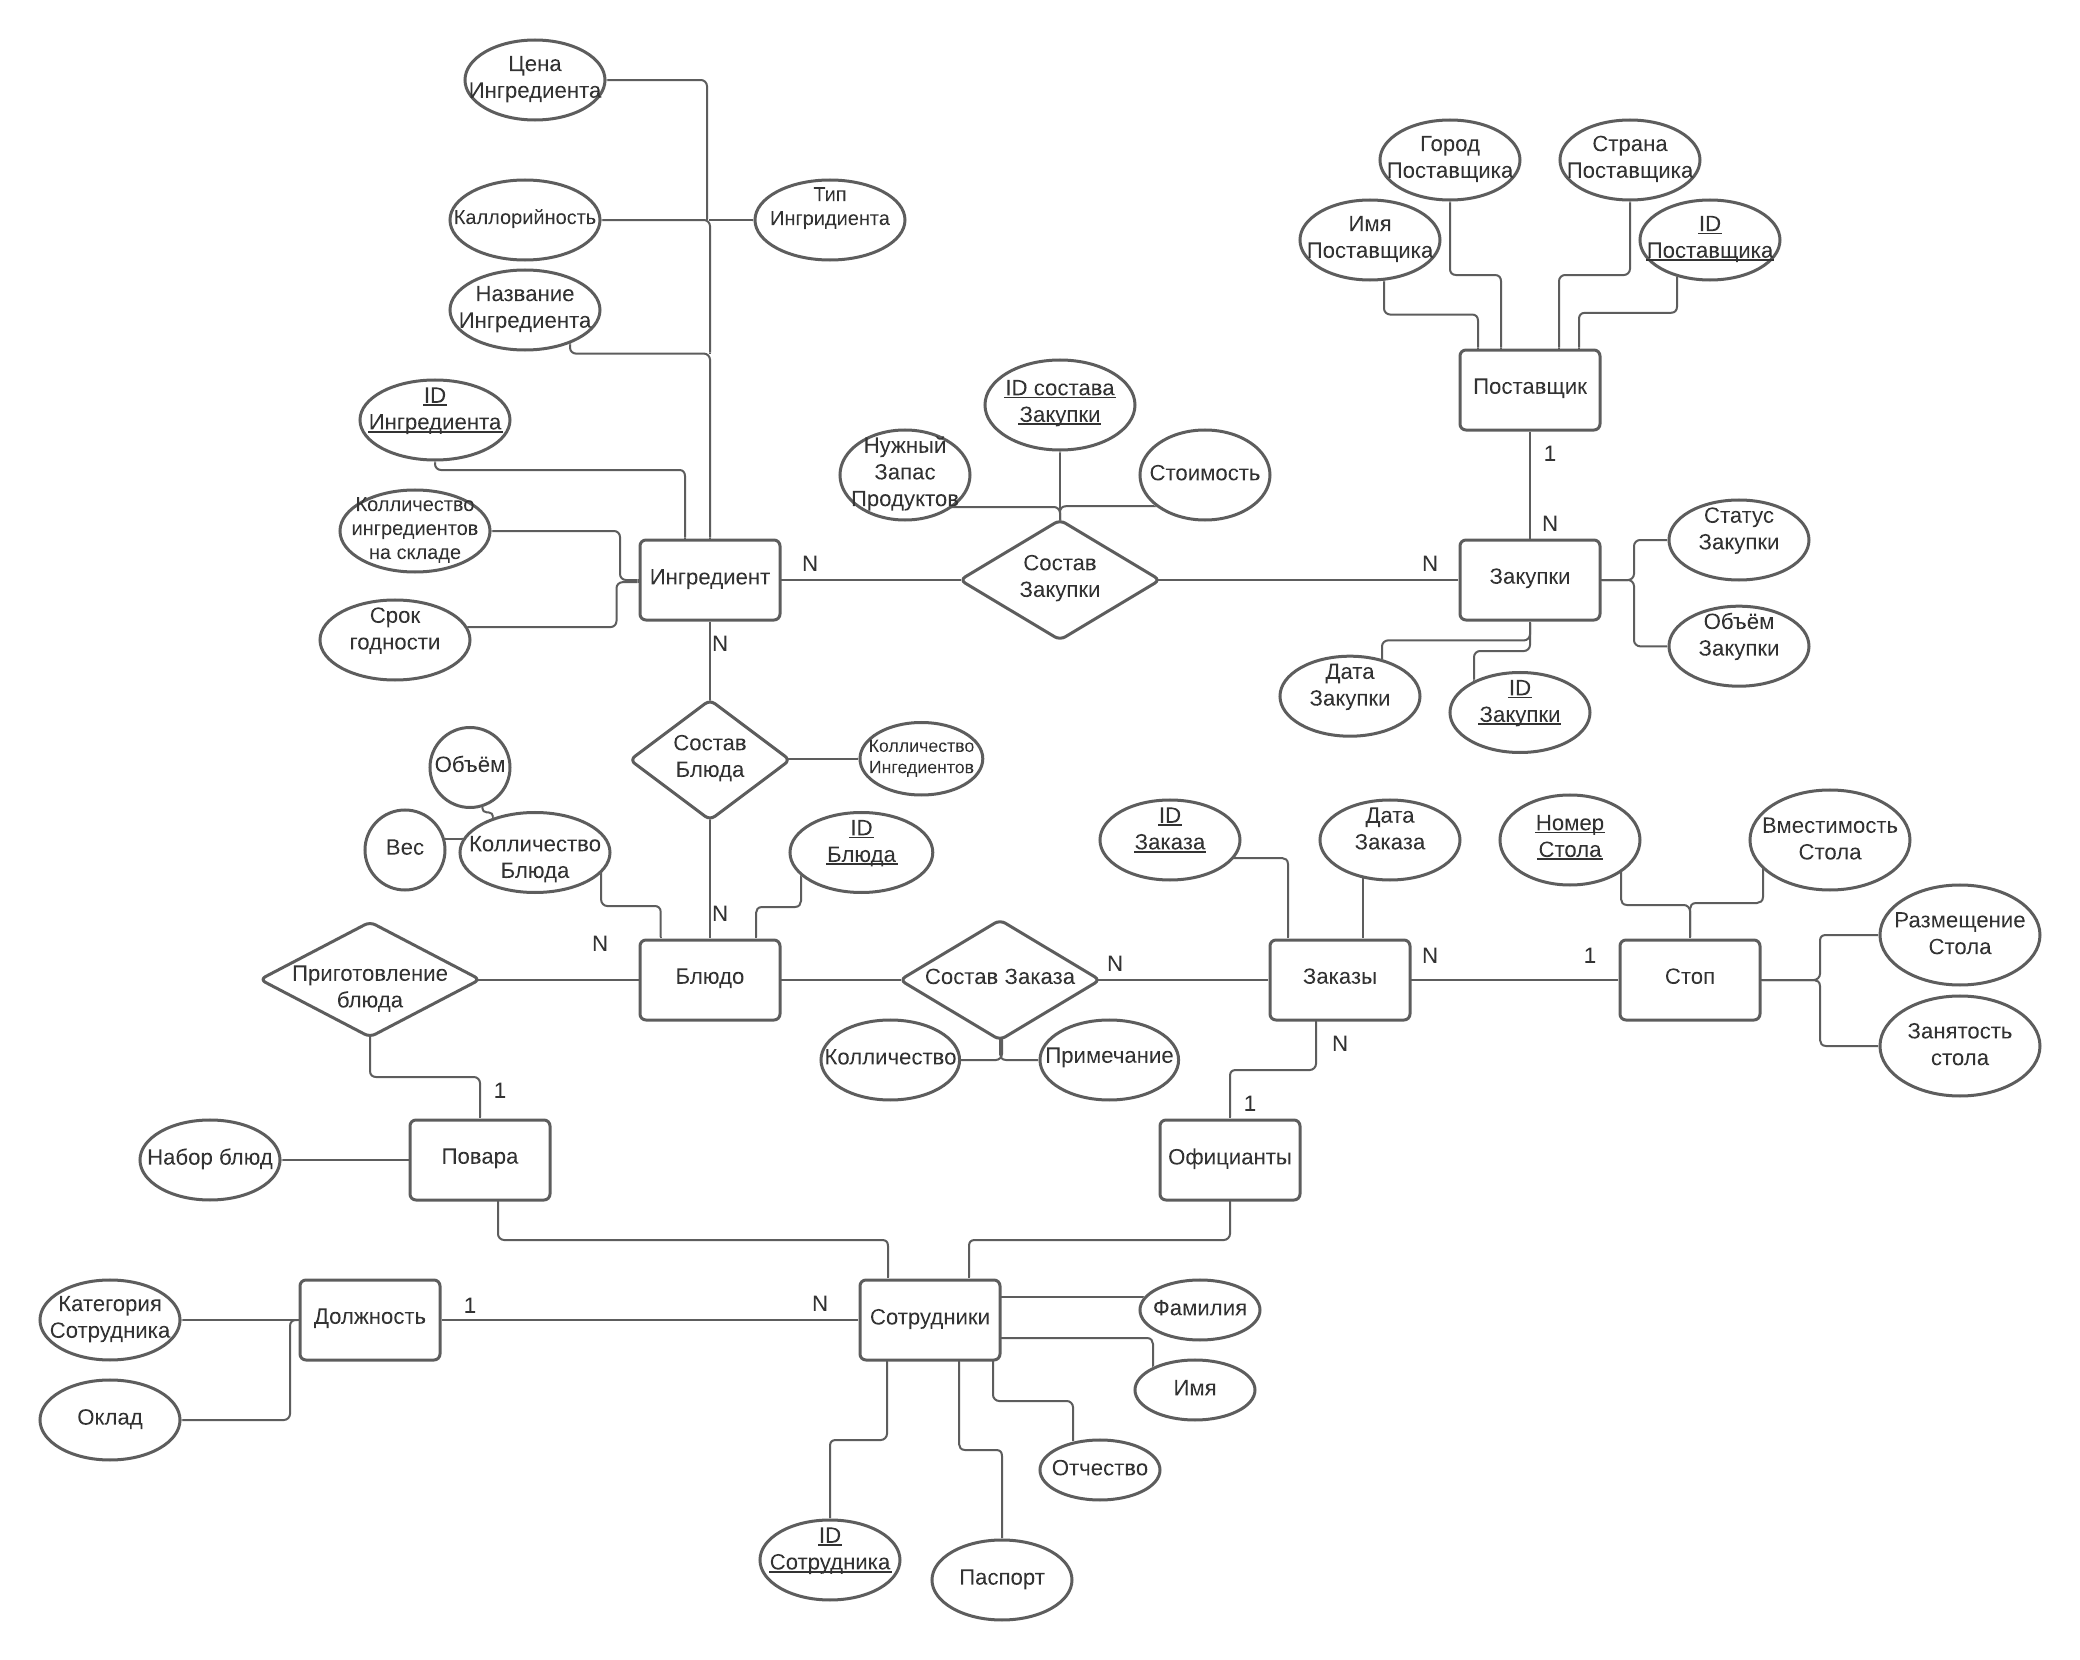 Цена
Ингредиента
Город
Поставщика
Страна
Поставщика
Каллорийность
Тип
Ингридиента
Имя
Поставщика
ID
Поставщика
Название
Ингредиента
ID
Ингредиента
ID состава
Закупки
Поставщик
Нужный
Запас
Продуктов
Стоимость
1
Колличество
ингредиентов
на складе
N
Статус
Закупки
Ингредиент
N
Состав
Закупки
N
Закупки
Срок
годности
Объём
Закупки
N
Дата
Закупки
ID
Закупки
Объём
Состав
Блюда
Колличество
Ингедиентов
Вес
Колличество
Блюда
ID
Блюда
ID
Заказа
Дата
Заказа
Номер
Стола
Вместимость
Стола
N
N
Размещение
Стола
Приготовление
блюда
Блюдо
Состав Заказа
N
Заказы
N
1
Стоп
Колличество
Примечание
N
Занятость
стола
1
1
Набор блюд
Повара
Официанты
Категория
Сотрудника
Должность
1
N
Сотрудники
Фамилия
Имя
Оклад
Отчество
ID
Сотрудника
Паспорт